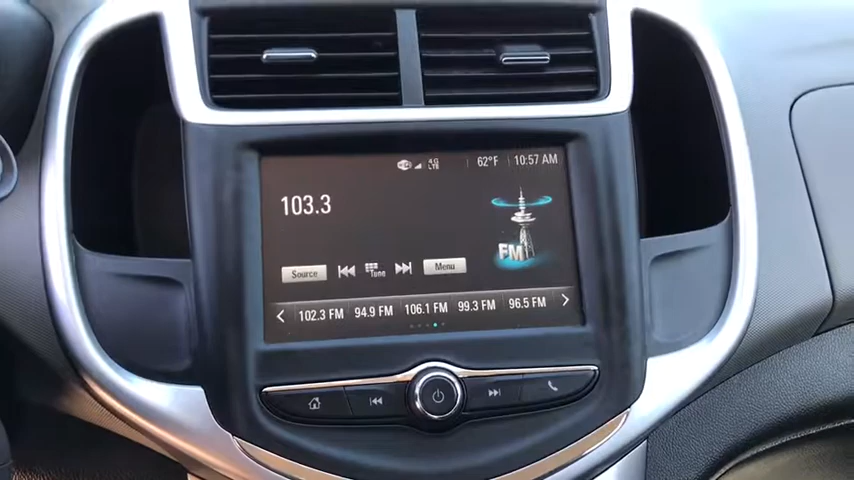 4G LTE 62°F 10:57 AM
103.3
FM
Source Tune Menu
102.3 FM 94.9 FM 106.1 FM 99.3 FM 96.5 FM